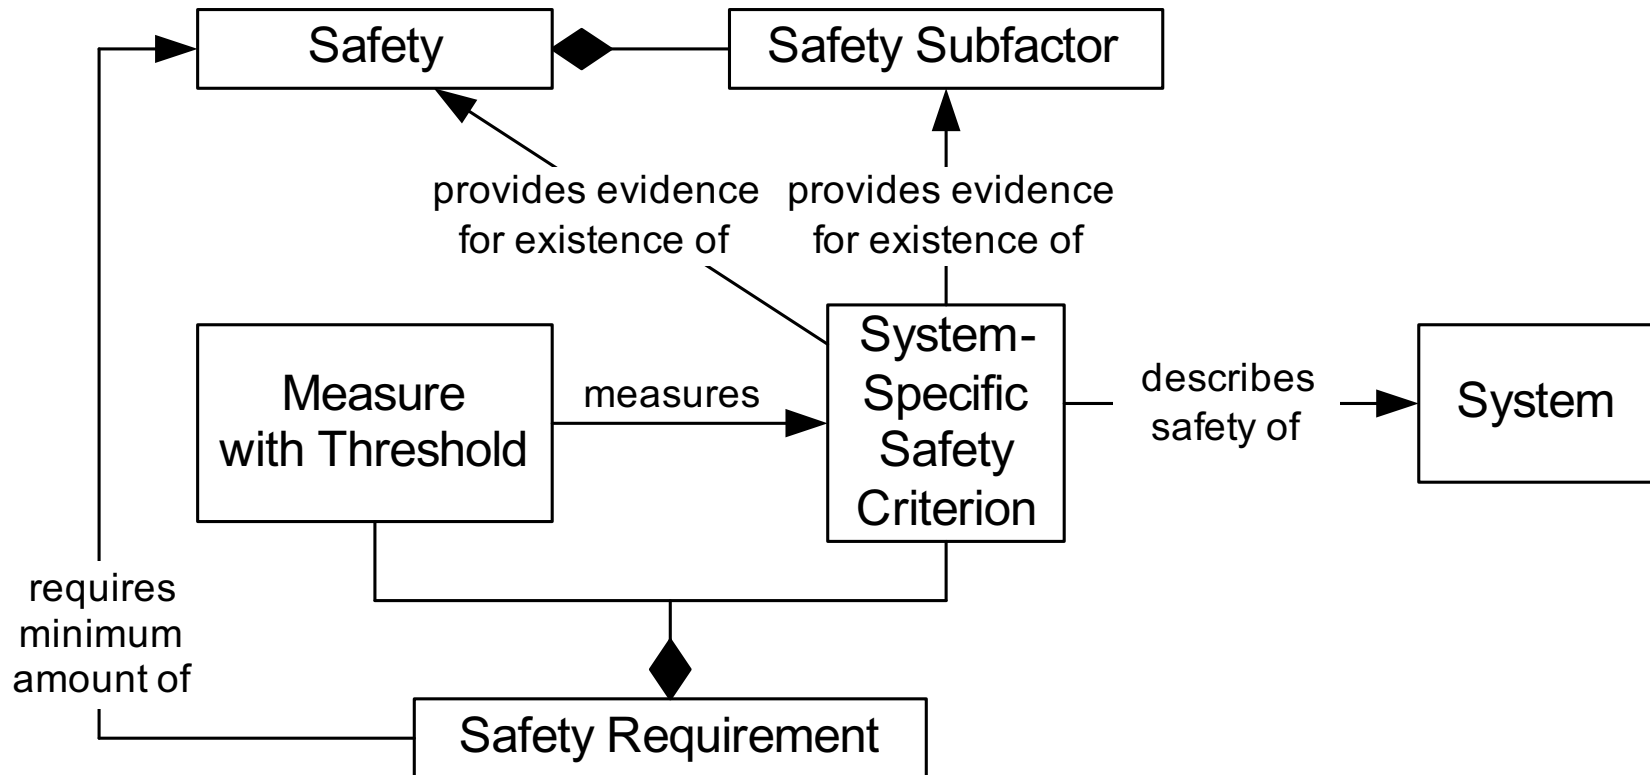 Safety
Safety Subfactor
provides evidence
for existence of
provides evidence
for existence of
Measure
with Threshold
measures
System-
Specific
Safety
Criterion
describes
safety of
System
requires
minimum
amount of
Safety Requirement